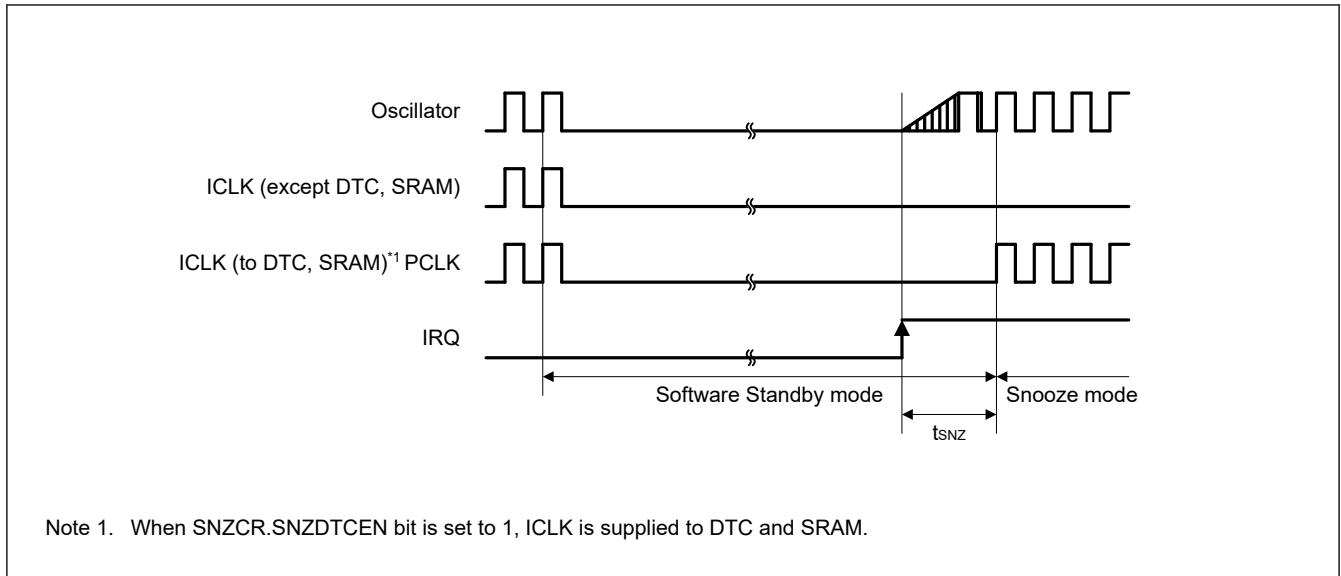 Oscillator
ICLK (except DTC, SRAM)
ICLK (to DTC, SRAM)*1 PCLK
IRQ
Software Standby mode
Snooze mode
tSNZ
Note 1. When SNZCR.SNZDTCEN bit is set to 1, ICLK is supplied to DTC and SRAM.